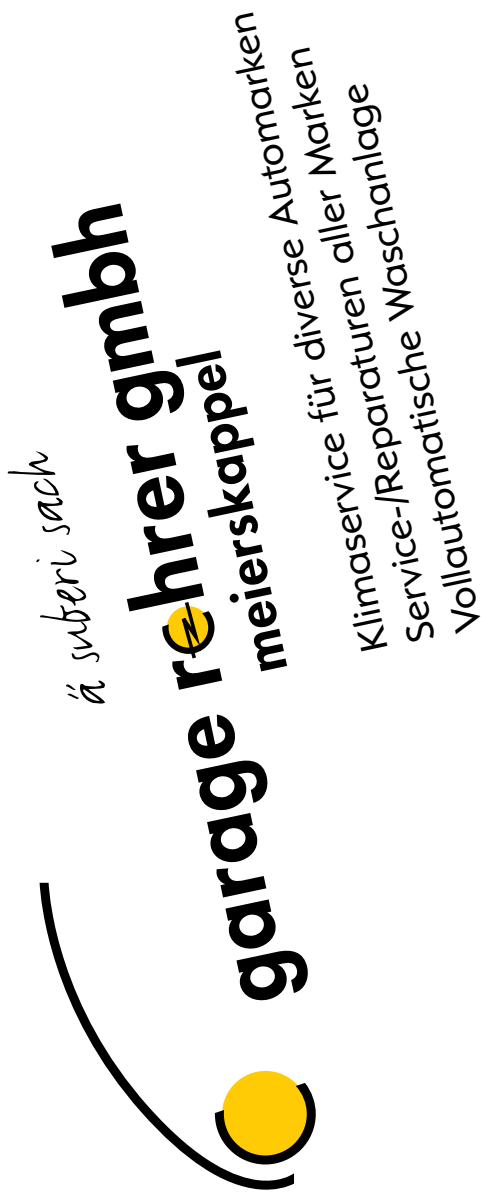 ä suberi sach
garage rohrer gmbh
meierskappel
Klimaservice für diverse Automarken
Service-/Reparaturen aller Marken
Vollautomatische Waschanlage